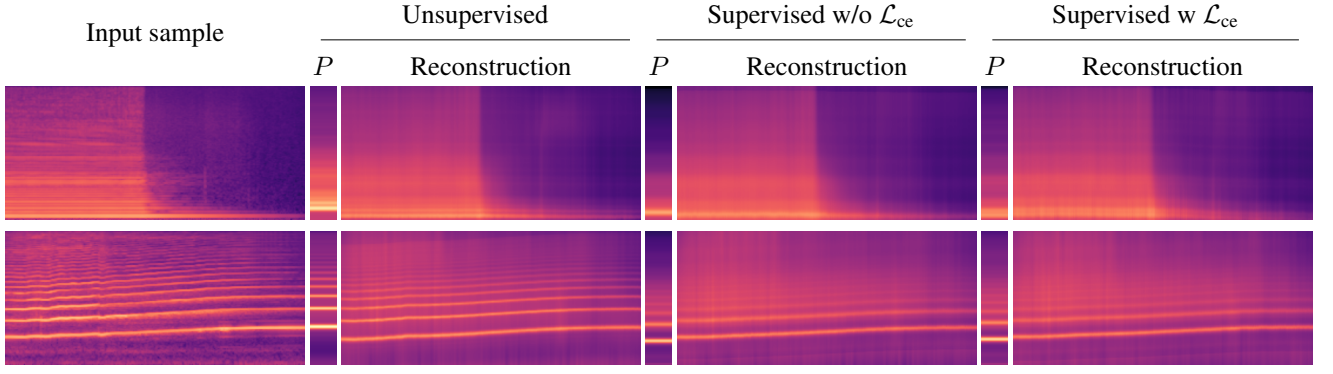 Input sample
Unsupervised
Supervised w/o ℒce
Supervised w ℒce
P Reconstruction
P Reconstruction
P Reconstruction